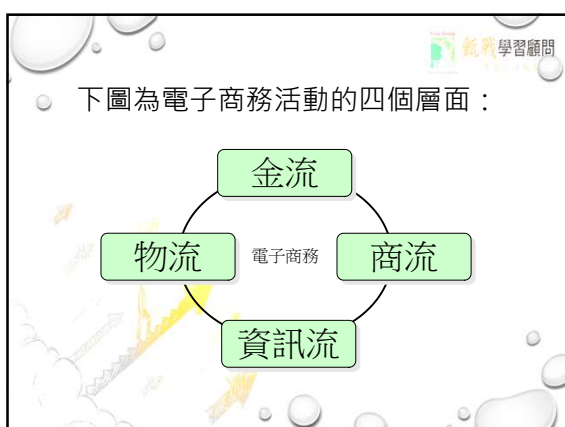 甄戰學習顧問
下圖為電子商務活動的四個層面：
金流
物流
電子商務
商流
資訊流